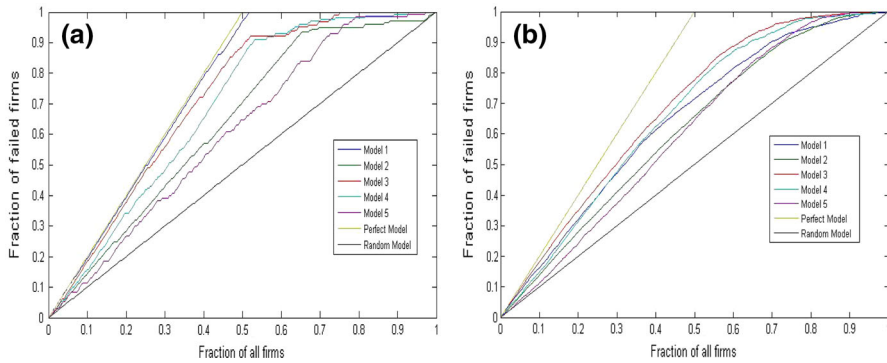 (a)
Fraction of failed firms
1
0.9
0.8
0.7
0.6
0.5
0.4
0.3
0.2
0.1
0
Model 1
Model 2
Model 3
Model 4
Model 5
Perfect Model
Random Model
0 0.1 0.2 0.3 0.4 0.5 0.6 0.7 0.8 0.9 1
Fraction of all firms
(b)
Fraction of failed firms
1
0.9
0.8
0.7
0.6
0.5
0.4
0.3
0.2
0.1
0
Model 1
Model 2
Model 3
Model 4
Model 5
Perfect Model
Random Model
0 0.1 0.2 0.3 0.4 0.5 0.6 0.7 0.8 0.9 1
Fraction of all firms